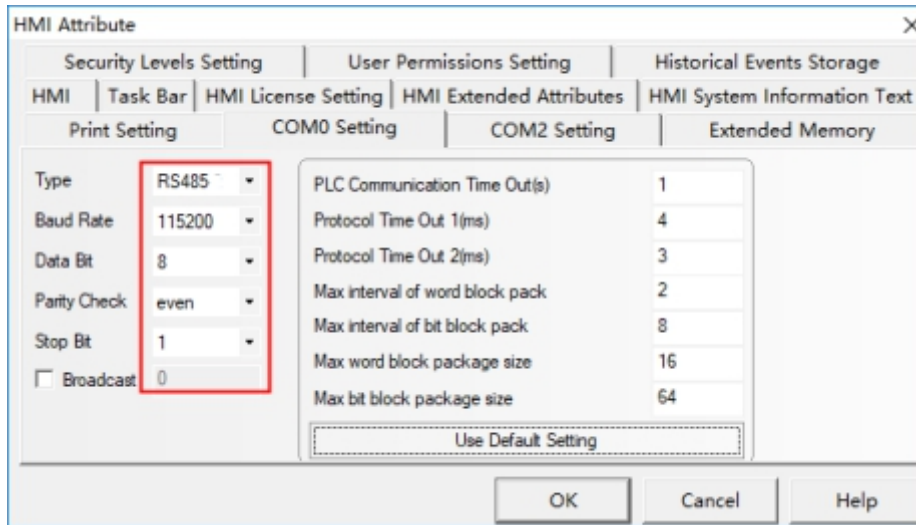 HMI Attribute
Security Levels Setting User Permissions Setting Historical Events Storage
HMI Task Bar HMI License Setting HMI Extended Attributes HMI System Information Text
Print Setting COM0 Setting COM2 Setting Extended Memory
Type RS485
Baud Rate 115200
Data Bit 8
Parity Check even
Stop Bit 1
Broadcast 0
PLC Communication Time Out(s) 1
Protocol Time Out 1(ms) 4
Protocol Time Out 2(ms) 3
Max interval of word block pack 2
Max interval of bit block pack 8
Max word block package size 16
Max bit block package size 64
Use Default Setting
OK Cancel Help